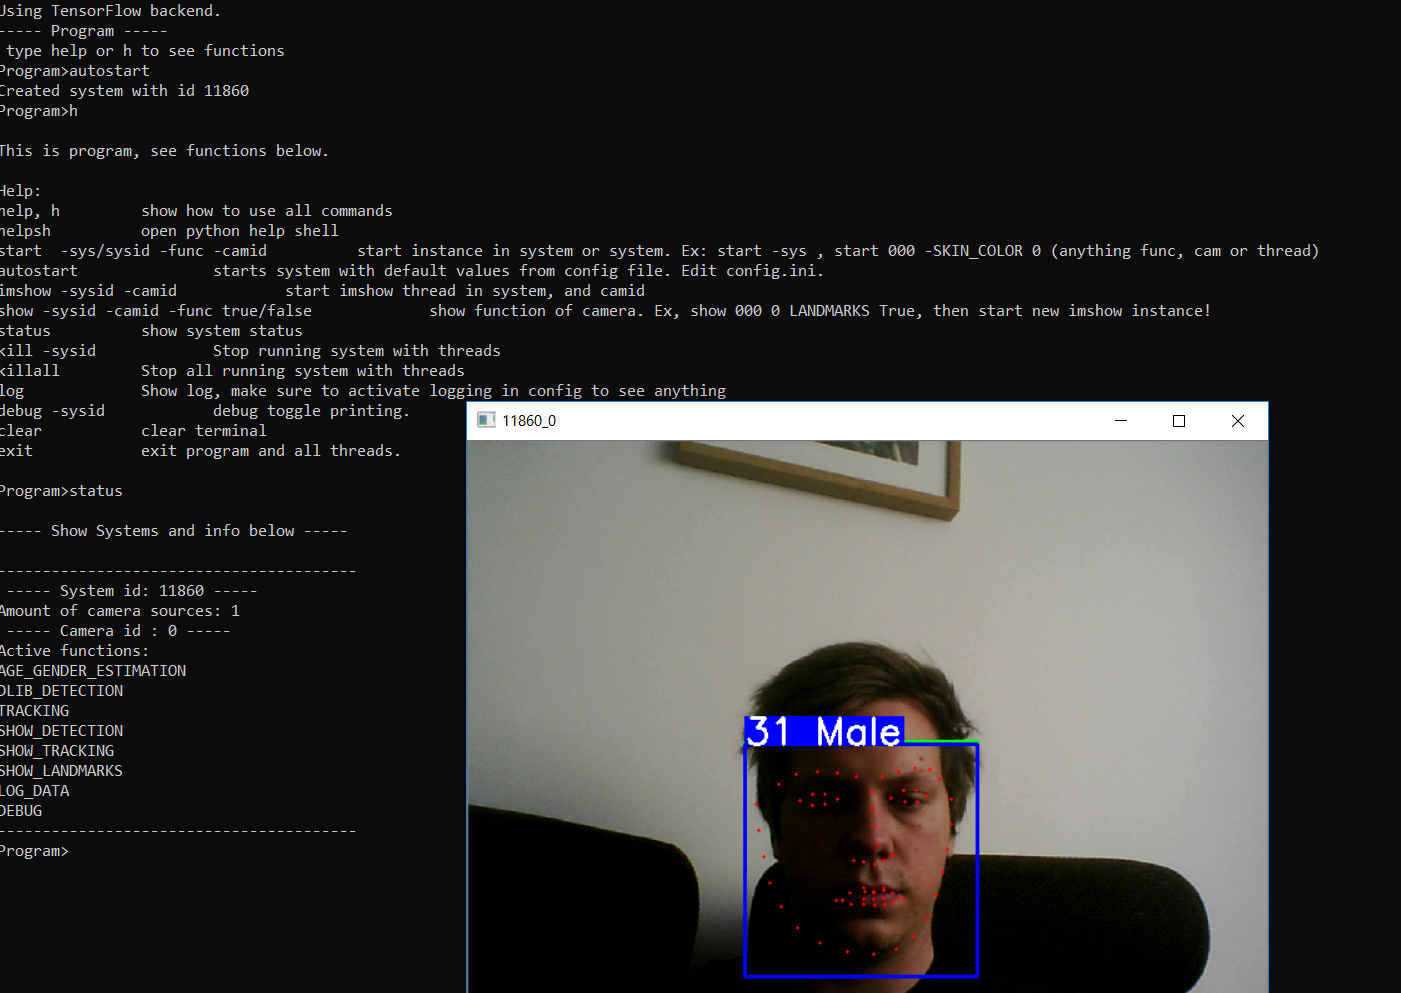 Using TensorFlow backend.
----- Program -----
type help or h to see functions
Program>autostart
Created system with id 11860
Program>h
This is program, see functions below.
Help:
help, h show how to use all commands
helpsh open python help shell
start -sys/sysid -func -camid start instance in system or system. Ex: start -sys , start 000 -SKIN_COLOR 0 (anything func, cam or thread)
autostart starts system with default values from config file. Edit config.ini.
imshow -sysid -camid start imshow thread in system, and camid
show -sysid -camid -func true/false show function of camera. Ex, show 000 0 LANDMARKS True, then start new imshow instance!
status show system status
kill -sysid Stop running system with threads
killall Stop all running system with threads
log Show log, make sure to activate logging in config to see anything
debug -sysid debug toggle printing.
clear clear terminal
exit exit program and all threads.
Program>status
----- Show Systems and info below -----
----------------------------------------
----- System id: 11860 -----
Amount of camera sources: 1
----- Camera id : 0 -----
Active functions:
AGE_GENDER_ESTIMATION
DLIB_DETECTION
TRACKING
SHOW_DETECTION
SHOW_TRACKING
SHOW_LANDMARKS
LOG_DATA
DEBUG
----------------------------------------
Program>
11860_0
31 Male